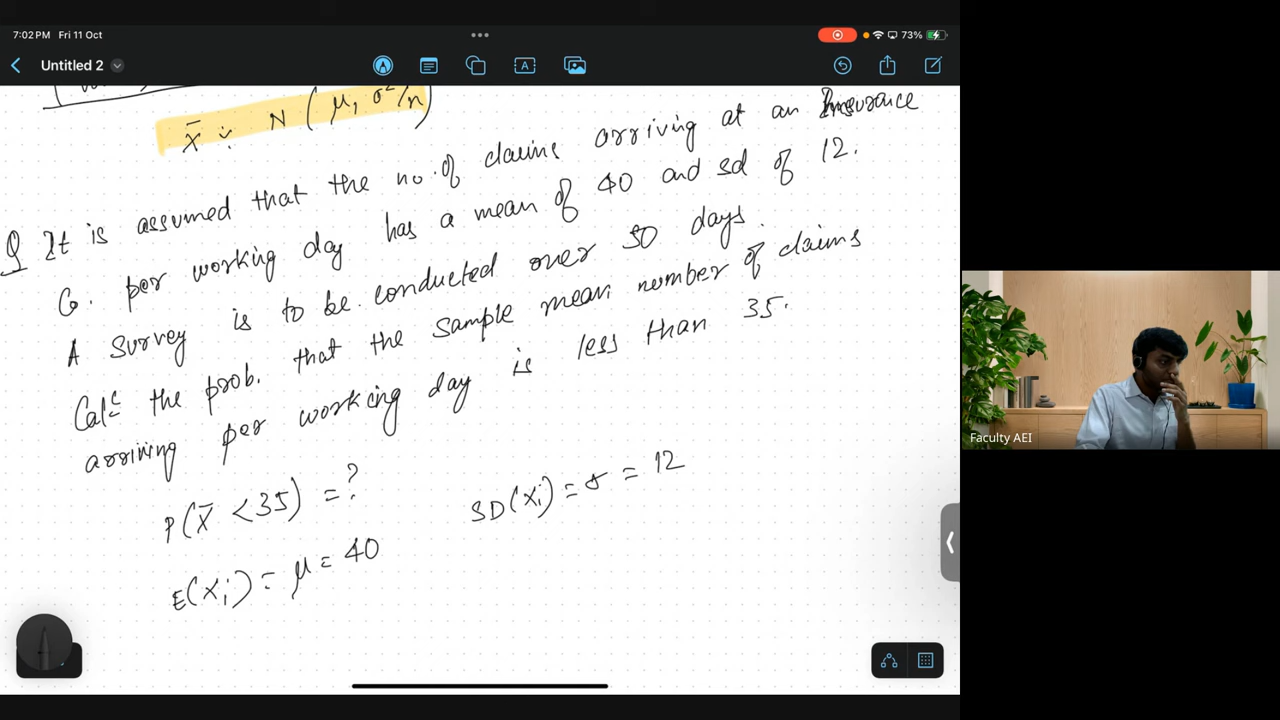 7:02 PM Fri 11 Oct
73%
Untitled 2
x̄ ∻ N ( μ, σ²/n )
Q It is assumed that the no. of claims arriving at an Insurance
Co. per working day has a mean of 40 and sd of 12.
A survey is to be conducted over 50 days.
Calc the prob. that the sample mean number of claims
arriving per working day is less than 35.
P(X̄ < 35) = ?
SD(Xi) = σ = 12
E(Xi) = μ = 40
Faculty AEI